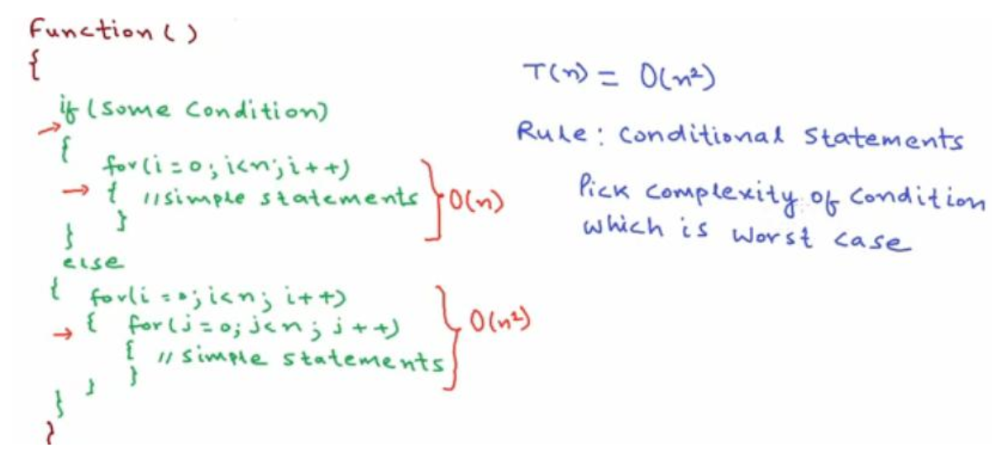 Function ( )
{
if (some condition)
{
for(i=0; i<n; i++)
{ //simple statements
}
}
else
{ for(i=0; i<n; i++)
{ for(j=0; j<n; j++)
{ // simple statements
}
}
}
}
O(n)
O(n²)
T(n) = O(n²)
Rule: Conditional Statements
Pick complexity of condition
which is worst case